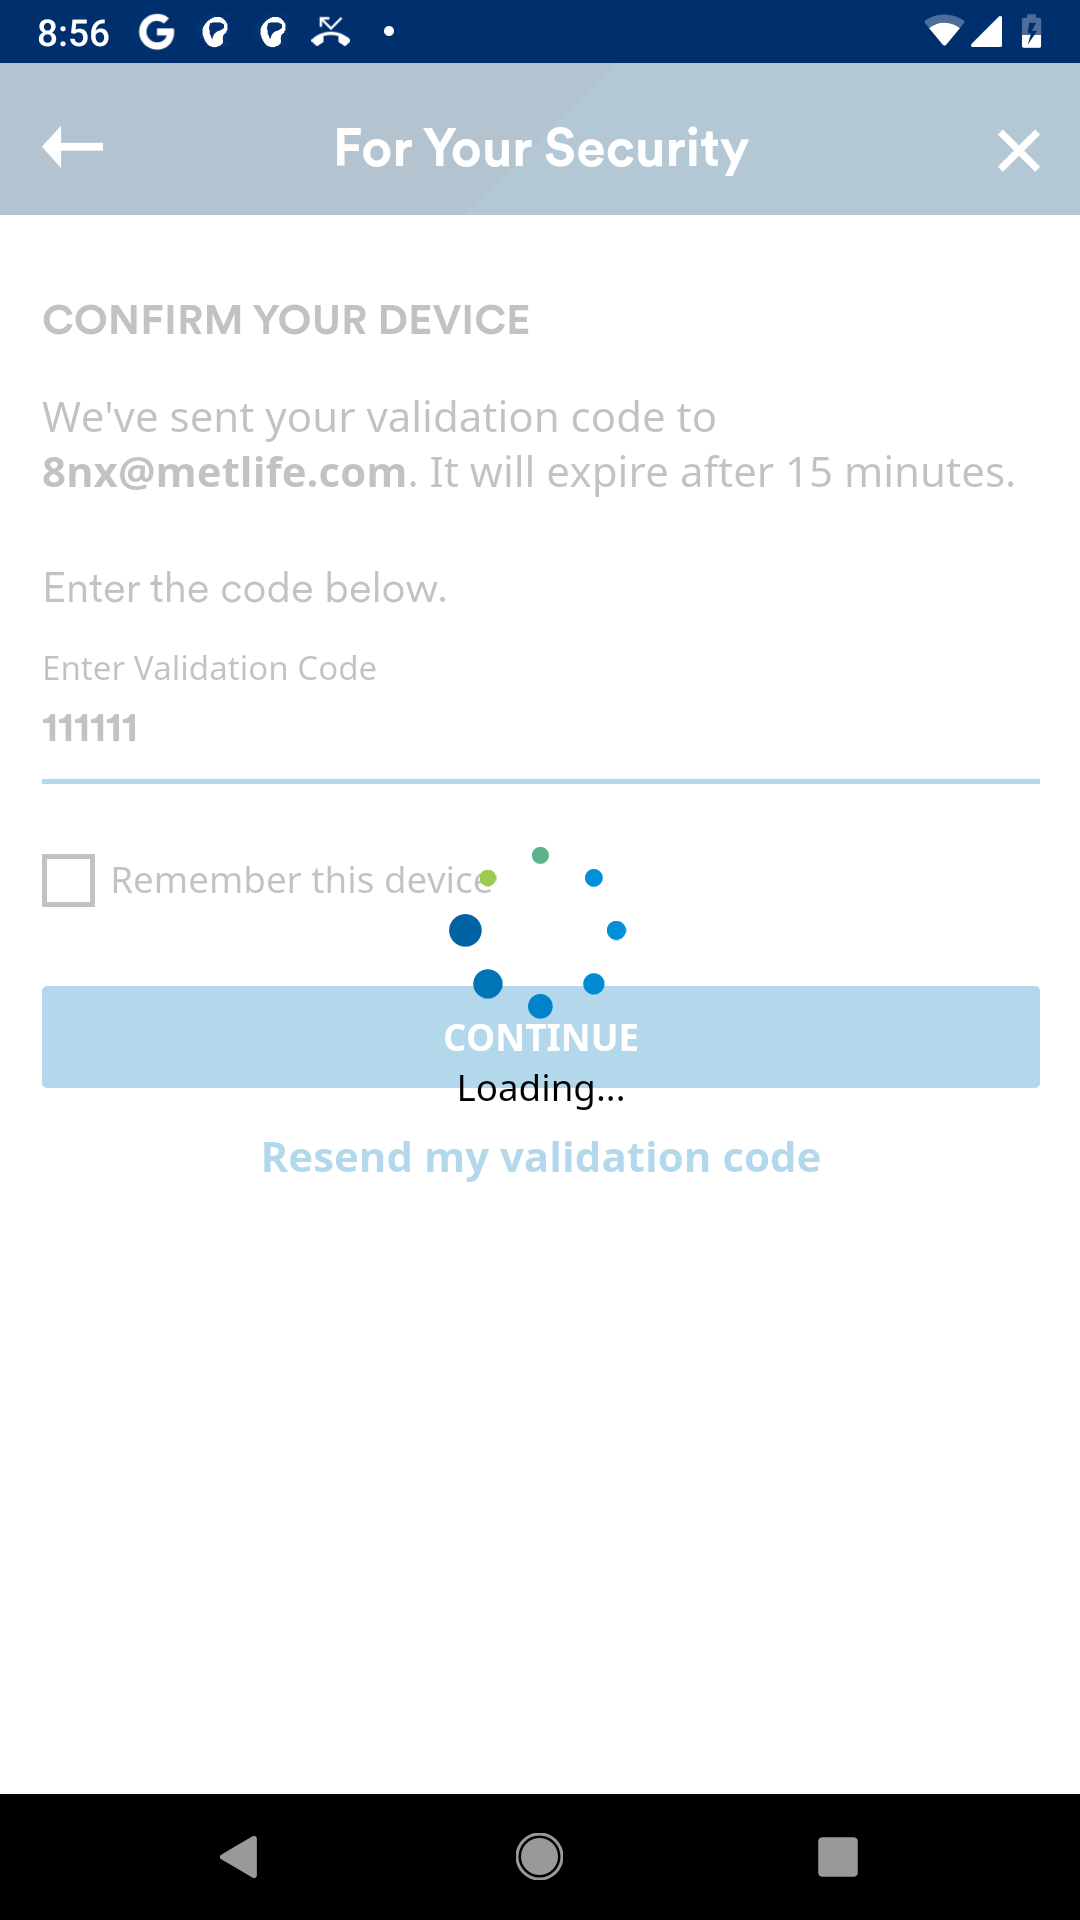 8:56
For Your Security
CONFIRM YOUR DEVICE
We've sent your validation code to
8nx@metlife.com. It will expire after 15 minutes.
Enter the code below.
Enter Validation Code
111111
Remember this device
CONTINUE
Loading...
Resend my validation code